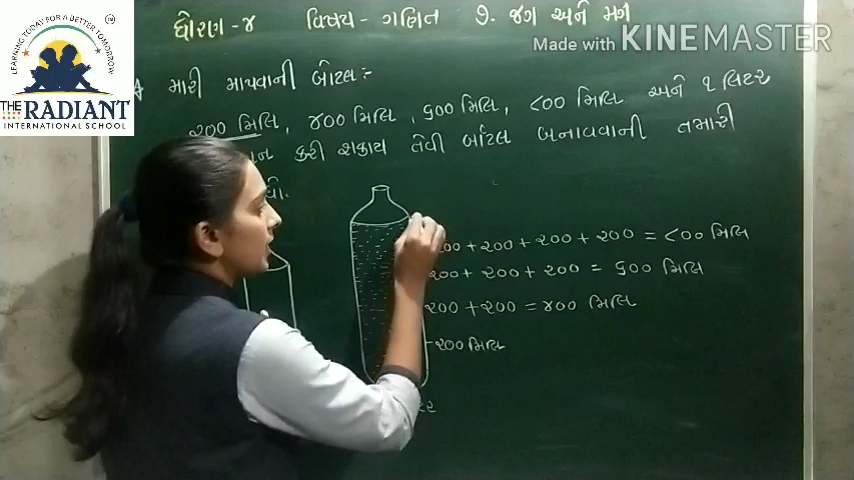 ધોરણ-૪ વિષય- ગણિત ૭. જગ અને મગ
Made with KINEMASTER
LEARNING TODAY FOR A BETTER TOMORROW
TM
THE RADIANT
INTERNATIONAL SCHOOL
મારી માપવાની બોટલ:-
૨૦૦ મિલિ, ૪૦૦ મિલિ, ૬૦૦ મિલિ, ૮૦૦ મિલિ અને ૧ લિટર
કરી શકાય તેવી બૉટલ બનાવવાની તમારી
૦૦ + ૨૦૦ + ૨૦૦ + ૨૦૦ = ૮૦૦ મિલિ
૨૦૦ + ૨૦૦ + ૨૦૦ = ૬૦૦ મિલિ
૨૦૦ + ૨૦૦ = ૪૦૦ મિલિ
- ૨૦૦ મિલિ